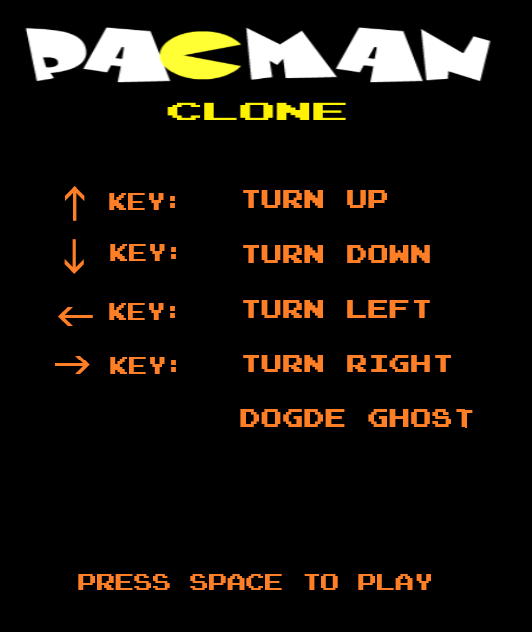 PACMAN
CLONE
↑ KEY: TURN UP
↓ KEY: TURN DOWN
← KEY: TURN LEFT
→ KEY: TURN RIGHT
DOGDE GHOST
PRESS SPACE TO PLAY